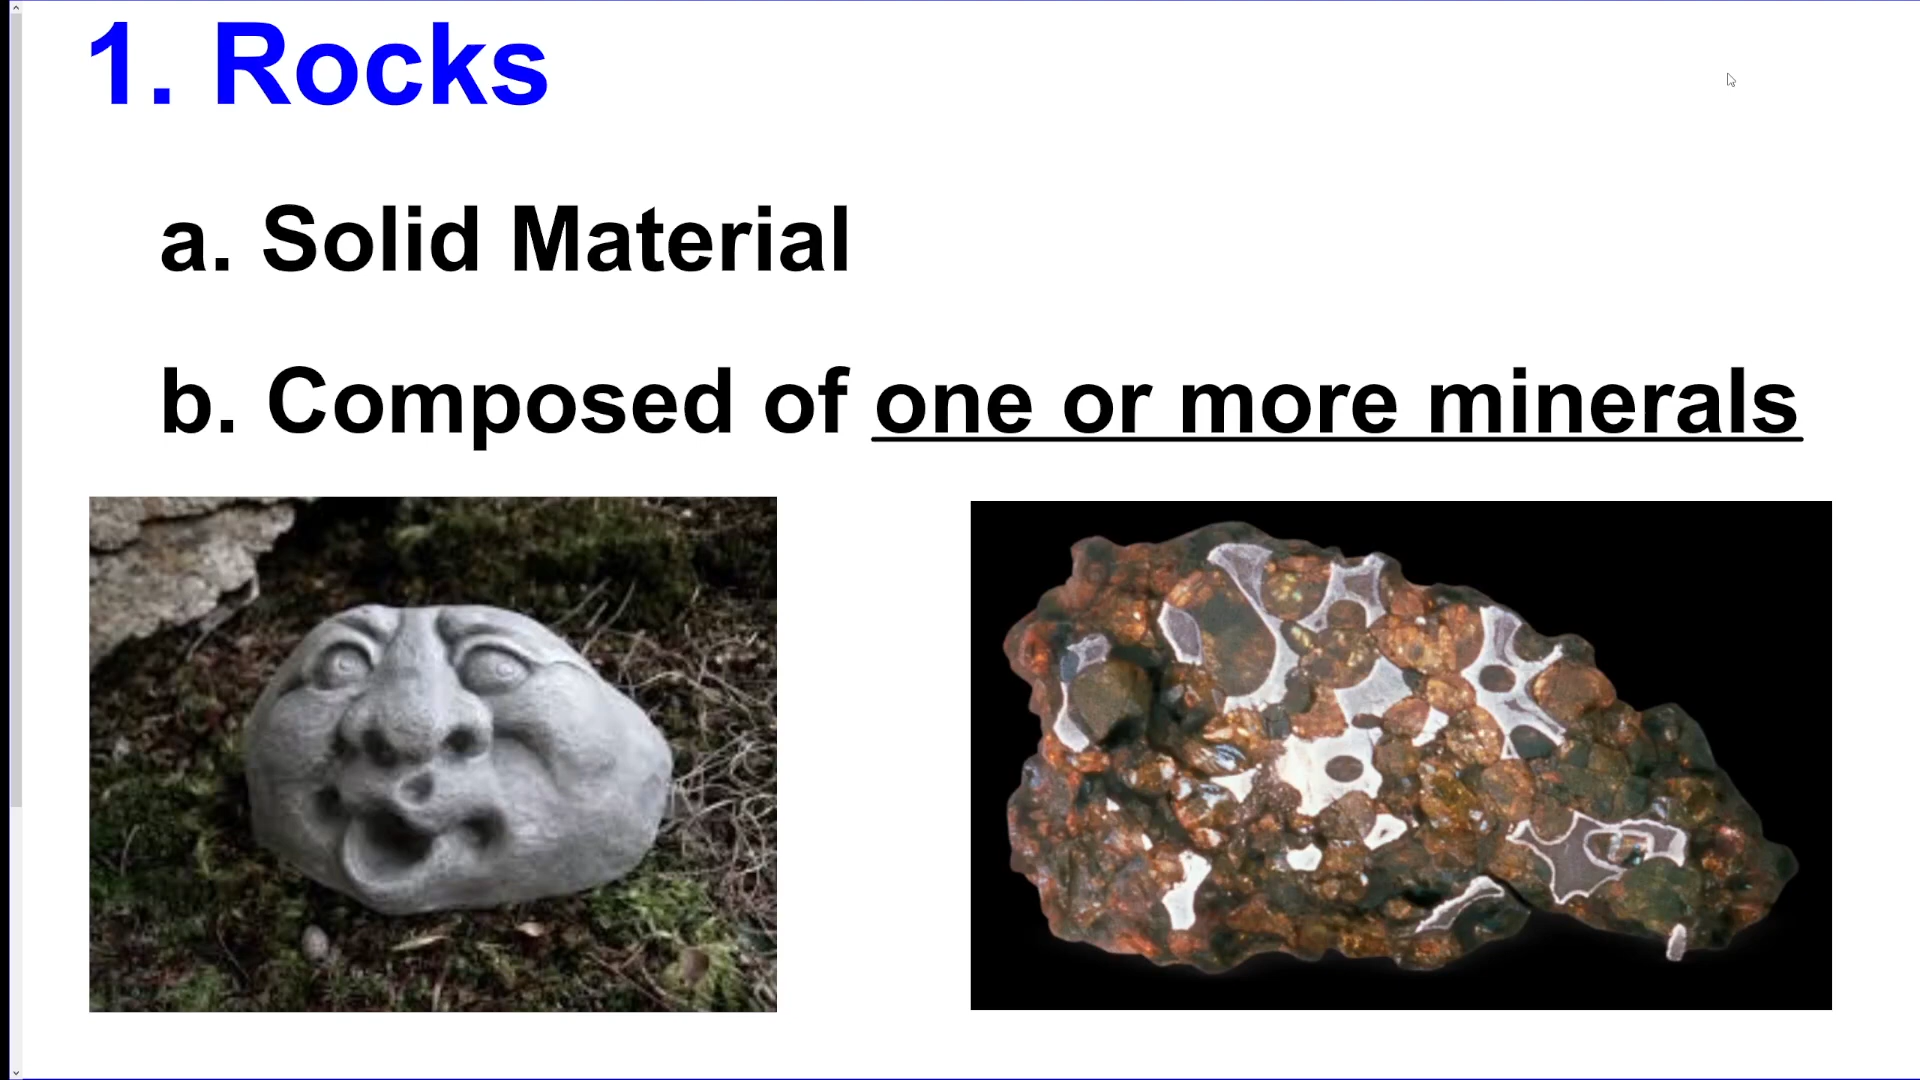 1. Rocks
a. Solid Material
b. Composed of one or more minerals